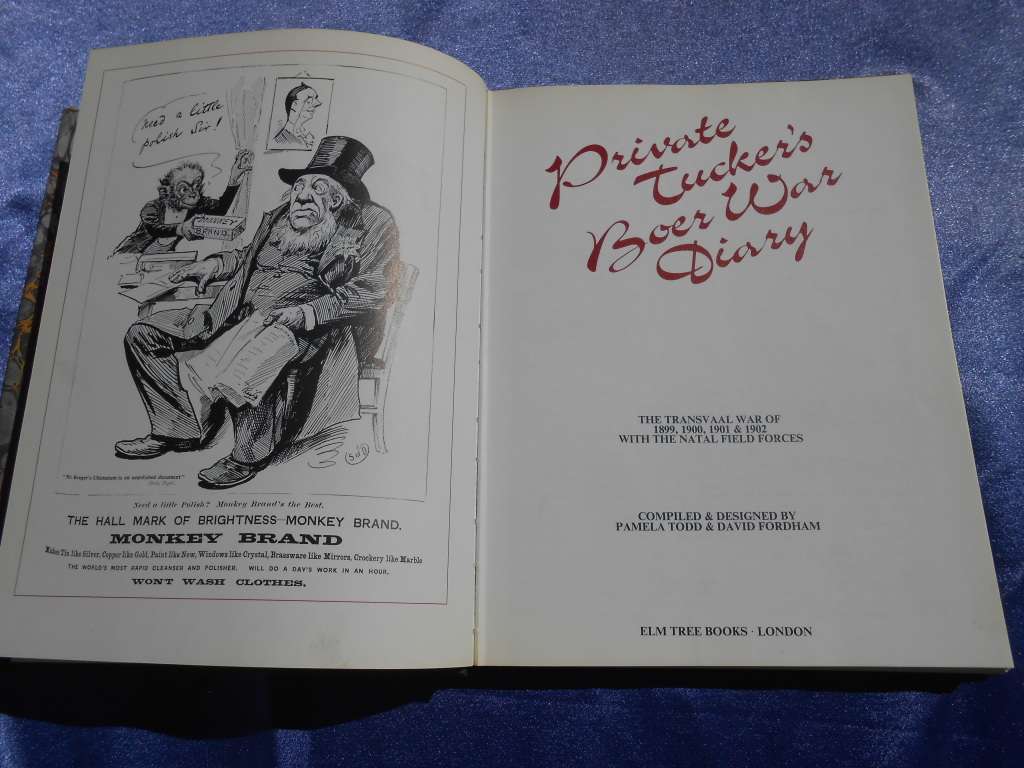 Need a little
polish Sir!
MONKEY
BRAND
"Mr. Kruger's Ultimatum is an unpolished document"
Need a little Polish? Monkey Brand's the Best.
THE HALL MARK OF BRIGHTNESS—MONKEY BRAND.
MONKEY BRAND
Makes Tin like Silver, Copper like Gold, Paint like New, Windows like Crystal, Brassware like Mirrors, Crockery like Marble
THE WORLD'S MOST RAPID CLEANSER AND POLISHER. WILL DO A DAY'S WORK IN AN HOUR.
WONT WASH CLOTHES.
Private
Tucker's
Boer War
Diary
THE TRANSVAAL WAR OF
1899, 1900, 1901 & 1902
WITH THE NATAL FIELD FORCES
COMPILED & DESIGNED BY
PAMELA TODD & DAVID FORDHAM
ELM TREE BOOKS · LONDON